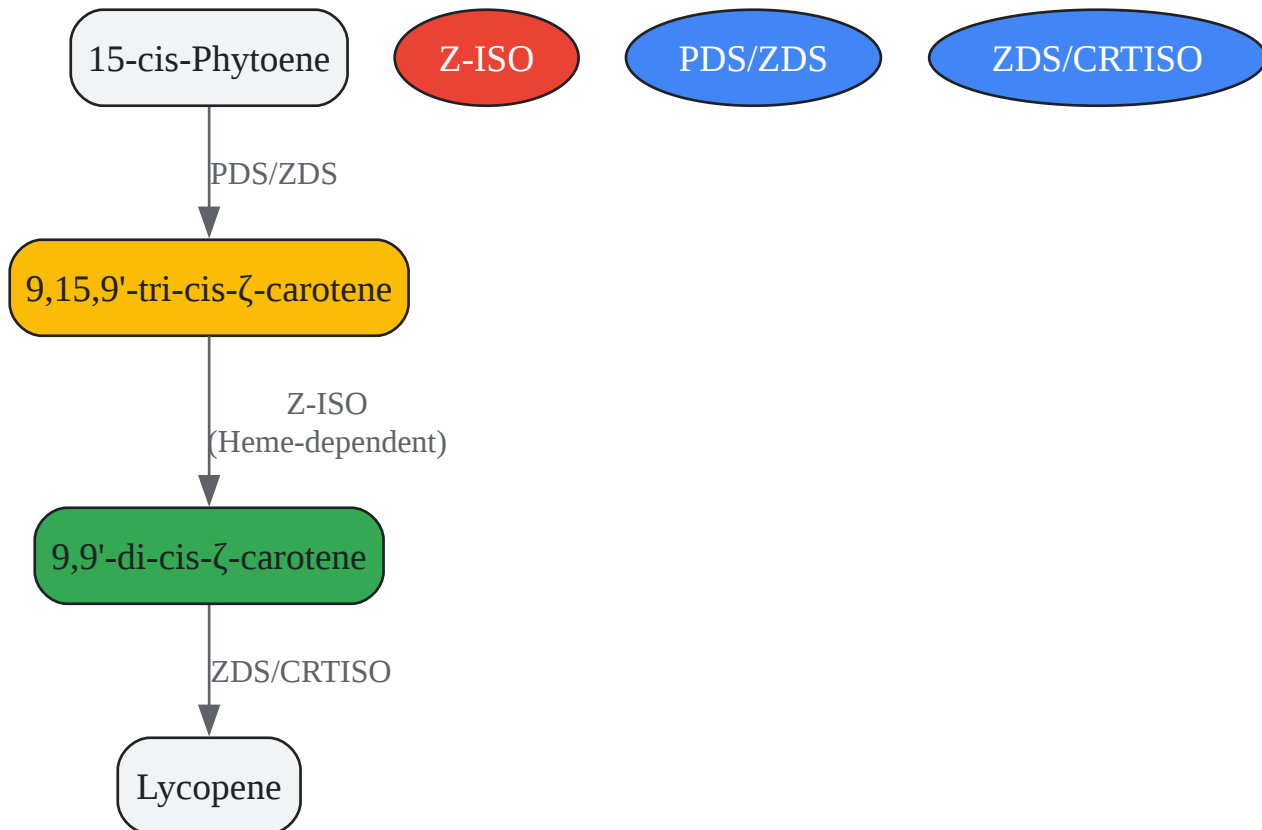 15-cis-Phytoene
Z-ISO
PDS/ZDS
ZDS/CRTISO
PDS/ZDS
9,15,9'-tri-cis-ζ-carotene
Z-ISO
(Heme-dependent)
9,9'-di-cis-ζ-carotene
ZDS/CRTISO
Lycopene